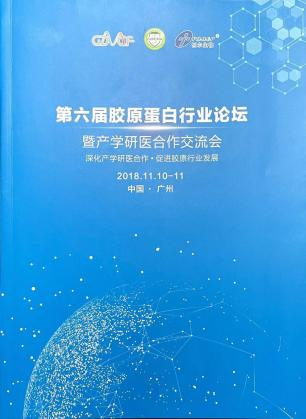 第六届胶原蛋白行业论坛
暨产学研医合作交流会
深化产学研医合作·促进胶原行业发展
2018.11.10-11
中国·广州